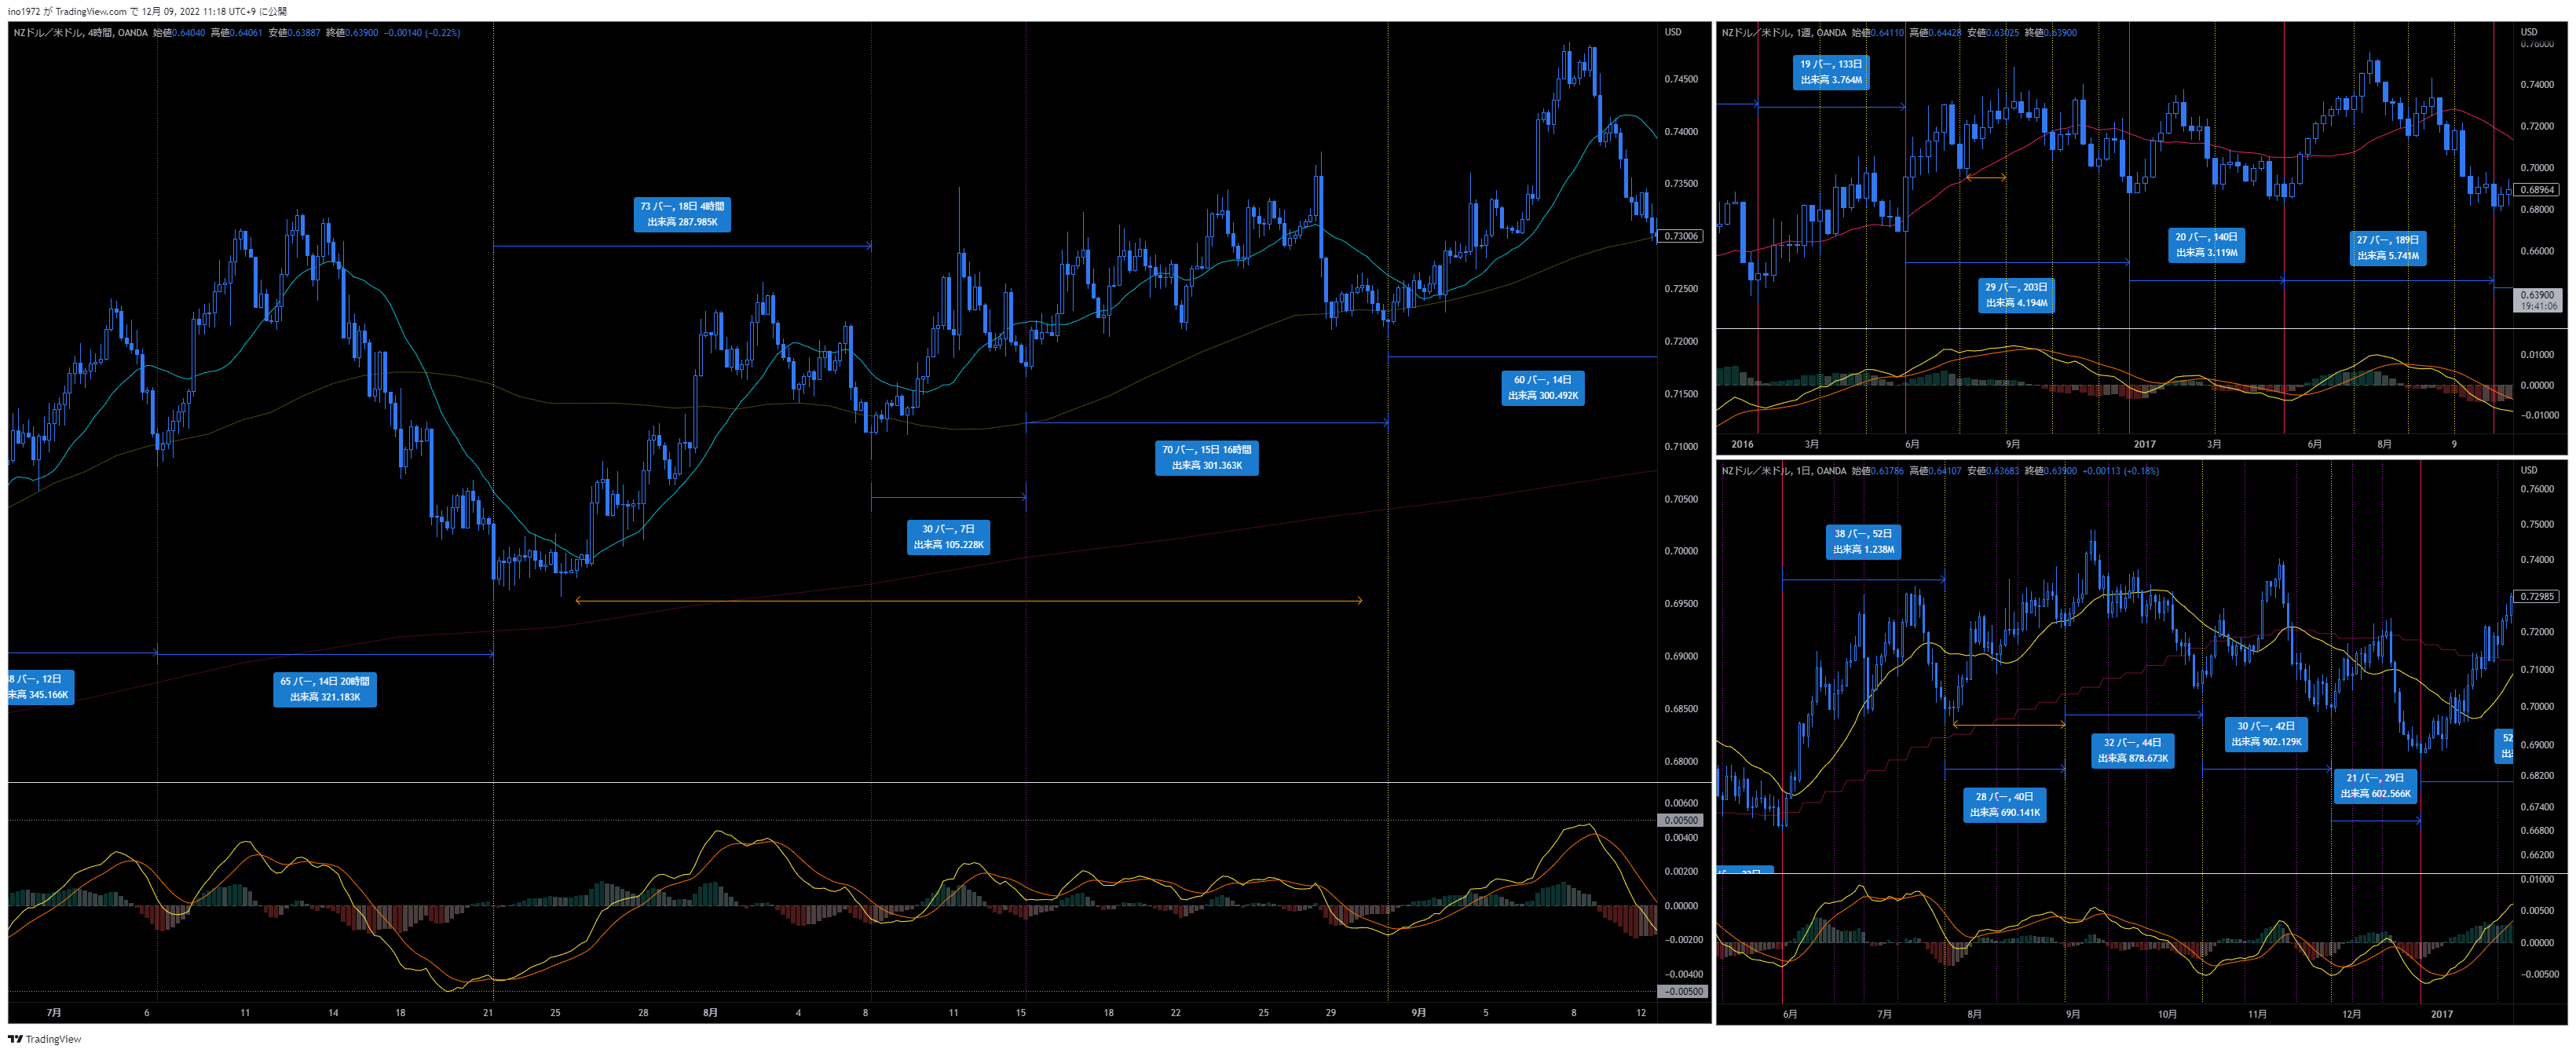 ino1972 が TradingView.com で 12月 09, 2022 11:18 UTC+9 に公開
NZドル／米ドル, 4時間, OANDA 始値0.64040 高値0.64061 安値0.63887 終値0.63900 −0.00140 (−0.22%)
USD
0.74500
0.74000
0.73500
0.73006
0.72500
0.72000
0.71500
0.71000
0.70500
0.70000
0.69500
0.69000
0.68500
0.68000
73 バー, 18日 4時間
出来高 287.985K
60 バー, 14日
出来高 300.492K
70 バー, 15日 16時間
出来高 301.363K
30 バー, 7日
出来高 105.228K
8 バー, 12日
来高 345.166K
65 バー, 14日 20時間
出来高 321.183K
0.00600
0.00500
0.00400
0.00200
0.00000
−0.00200
−0.00400
−0.00500
7月 6 11 14 18 21 25 28 8月 4 8 11 15 18 22 25 29 9月 5 8 12
NZドル／米ドル, 1週, OANDA 始値0.64110 高値0.64428 安値0.63025 終値0.63900
USD
0.76000
0.74000
0.72000
0.70000
0.68964
0.68000
0.66000
0.63900
19:41:06
19 バー, 133日
出来高 3.764M
20 バー, 140日
出来高 3.119M
27 バー, 189日
出来高 5.741M
29 バー, 203日
出来高 4.194M
0.01000
0.00000
−0.01000
2016 3月 6月 9月 2017 3月 6月 8月 9
NZドル／米ドル, 1日, OANDA 始値0.63786 高値0.64107 安値0.63683 終値0.63900 +0.00113 (+0.18%)
USD
0.76000
0.75000
0.74000
0.72985
0.72000
0.71000
0.70000
0.69000
0.68200
0.67400
0.66800
0.66200
38 バー, 52日
出来高 1.238M
30 バー, 42日
出来高 902.129K
32 バー, 44日
出来高 878.673K
52
出
21 バー, 29日
出来高 602.566K
28 バー, 40日
出来高 690.141K
0.01000
0.00500
0.00000
−0.00500
6月 7月 8月 9月 10月 11月 12月 2017
TradingView